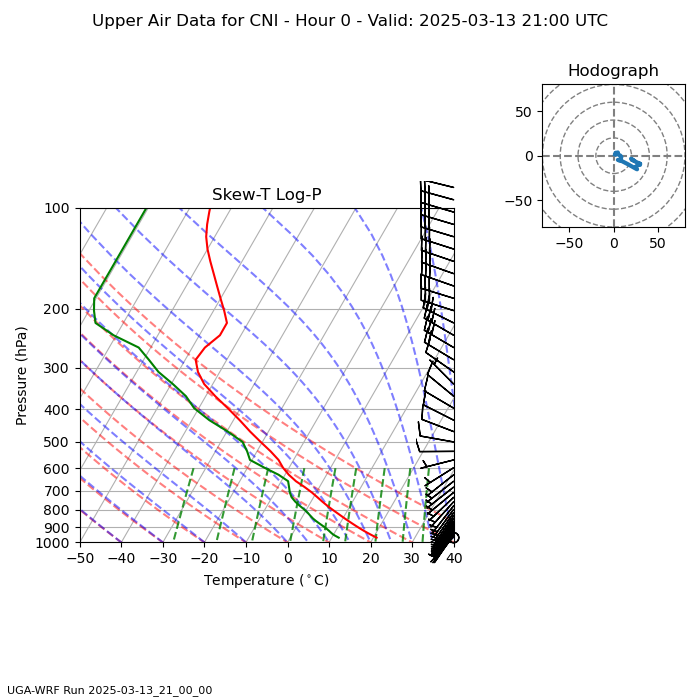 Upper Air Data for CNI - Hour 0 - Valid: 2025-03-13 21:00 UTC
Hodograph
50
0
−50
−50 0 50
Skew-T Log-P
Pressure (hPa)
100
200
300
400
500
600
700
800
900
1000
−50 −40 −30 −20 −10 0 10 20 30 40
Temperature (°C)
UGA-WRF Run 2025-03-13_21_00_00